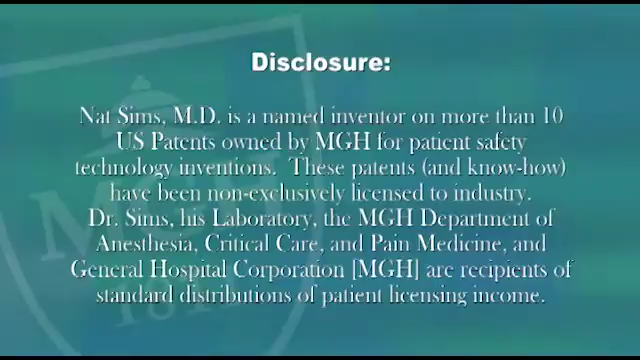 Disclosure:
Nat Sims, M.D. is a named inventor on more than 10
US Patents owned by MGH for patient safety
technology inventions. These patents (and know-how)
have been non-exclusively licensed to industry.
Dr. Sims, his Laboratory, the MGH Department of
Anesthesia, Critical Care, and Pain Medicine, and
General Hospital Corporation [MGH] are recipients of
standard distributions of patient licensing income.
MGH
1811